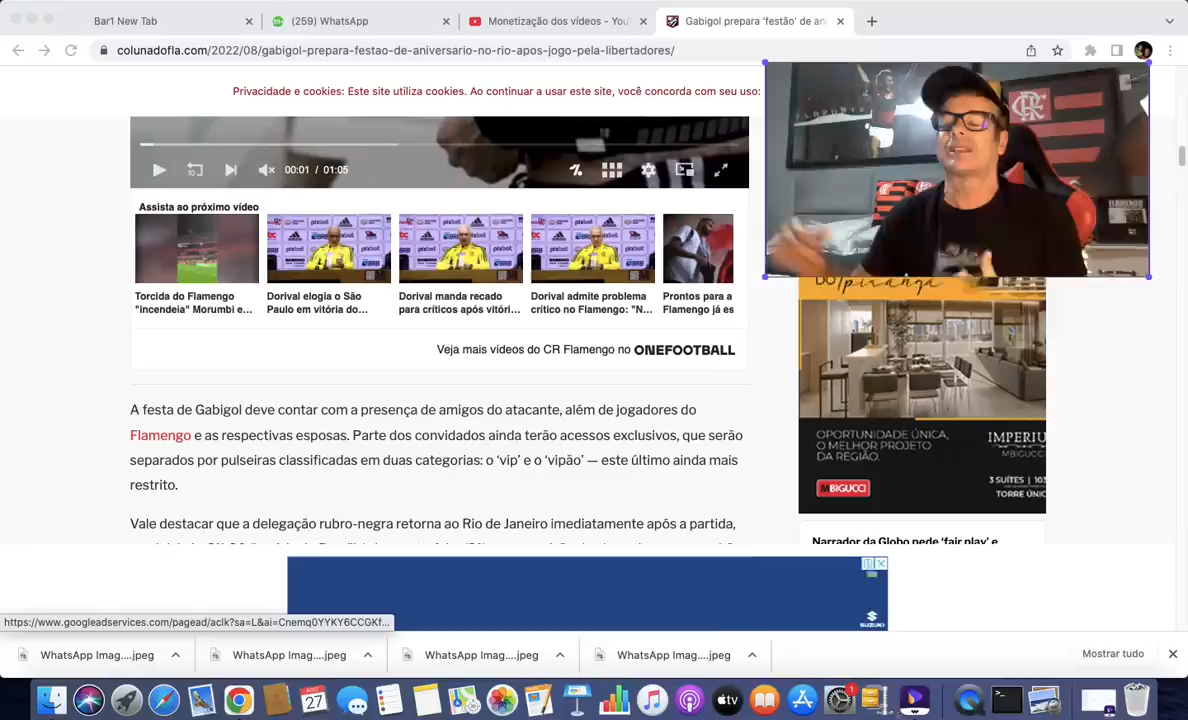 Bar1 New Tab
(259) WhatsApp
Monetização dos vídeos - You
Gabigol prepara 'festão' de an
colunadofla.com/2022/08/gabigol-prepara-festao-de-aniversario-no-rio-apos-jogo-pela-libertadores/
Privacidade e cookies: Este site utiliza cookies. Ao continuar a usar este site, você concorda com seu uso:
00:01 / 01:05
Assista ao próximo vídeo
Torcida do Flamengo
"incendeia" Morumbi e...
Dorival elogia o São
Paulo em vitória do...
Dorival manda recado
para críticos após vitóri...
Dorival admite problema
crítico no Flamengo: "N...
Prontos para a
Flamengo já es
Veja mais vídeos do CR Flamengo no ONEFOOTBALL
A festa de Gabigol deve contar com a presença de amigos do atacante, além de jogadores do
Flamengo e as respectivas esposas. Parte dos convidados ainda terão acessos exclusivos, que serão
separados por pulseiras classificadas em duas categorias: o ‘vip’ e o ‘vipão’ — este último ainda mais
restrito.
Vale destacar que a delegação rubro-negra retorna ao Rio de Janeiro imediatamente após a partida,
DO Ipiranga
OPORTUNIDADE ÚNICA,
O MELHOR PROJETO
DA REGIÃO.
MBIGUCCI
IMPERIU
MBIGUCCI
3 SUÍTES | 103
TORRE ÚNIC
Narrador da Globo pede ‘fair play’ e
SUZUKI
https://www.googleadservices.com/pagead/aclk?sa=L&ai=Cnemq0YYKY6CCGKf...
WhatsApp Imag....jpeg
WhatsApp Imag....jpeg
WhatsApp Imag....jpeg
WhatsApp Imag....jpeg
Mostrar tudo
AGO
27
1
tv